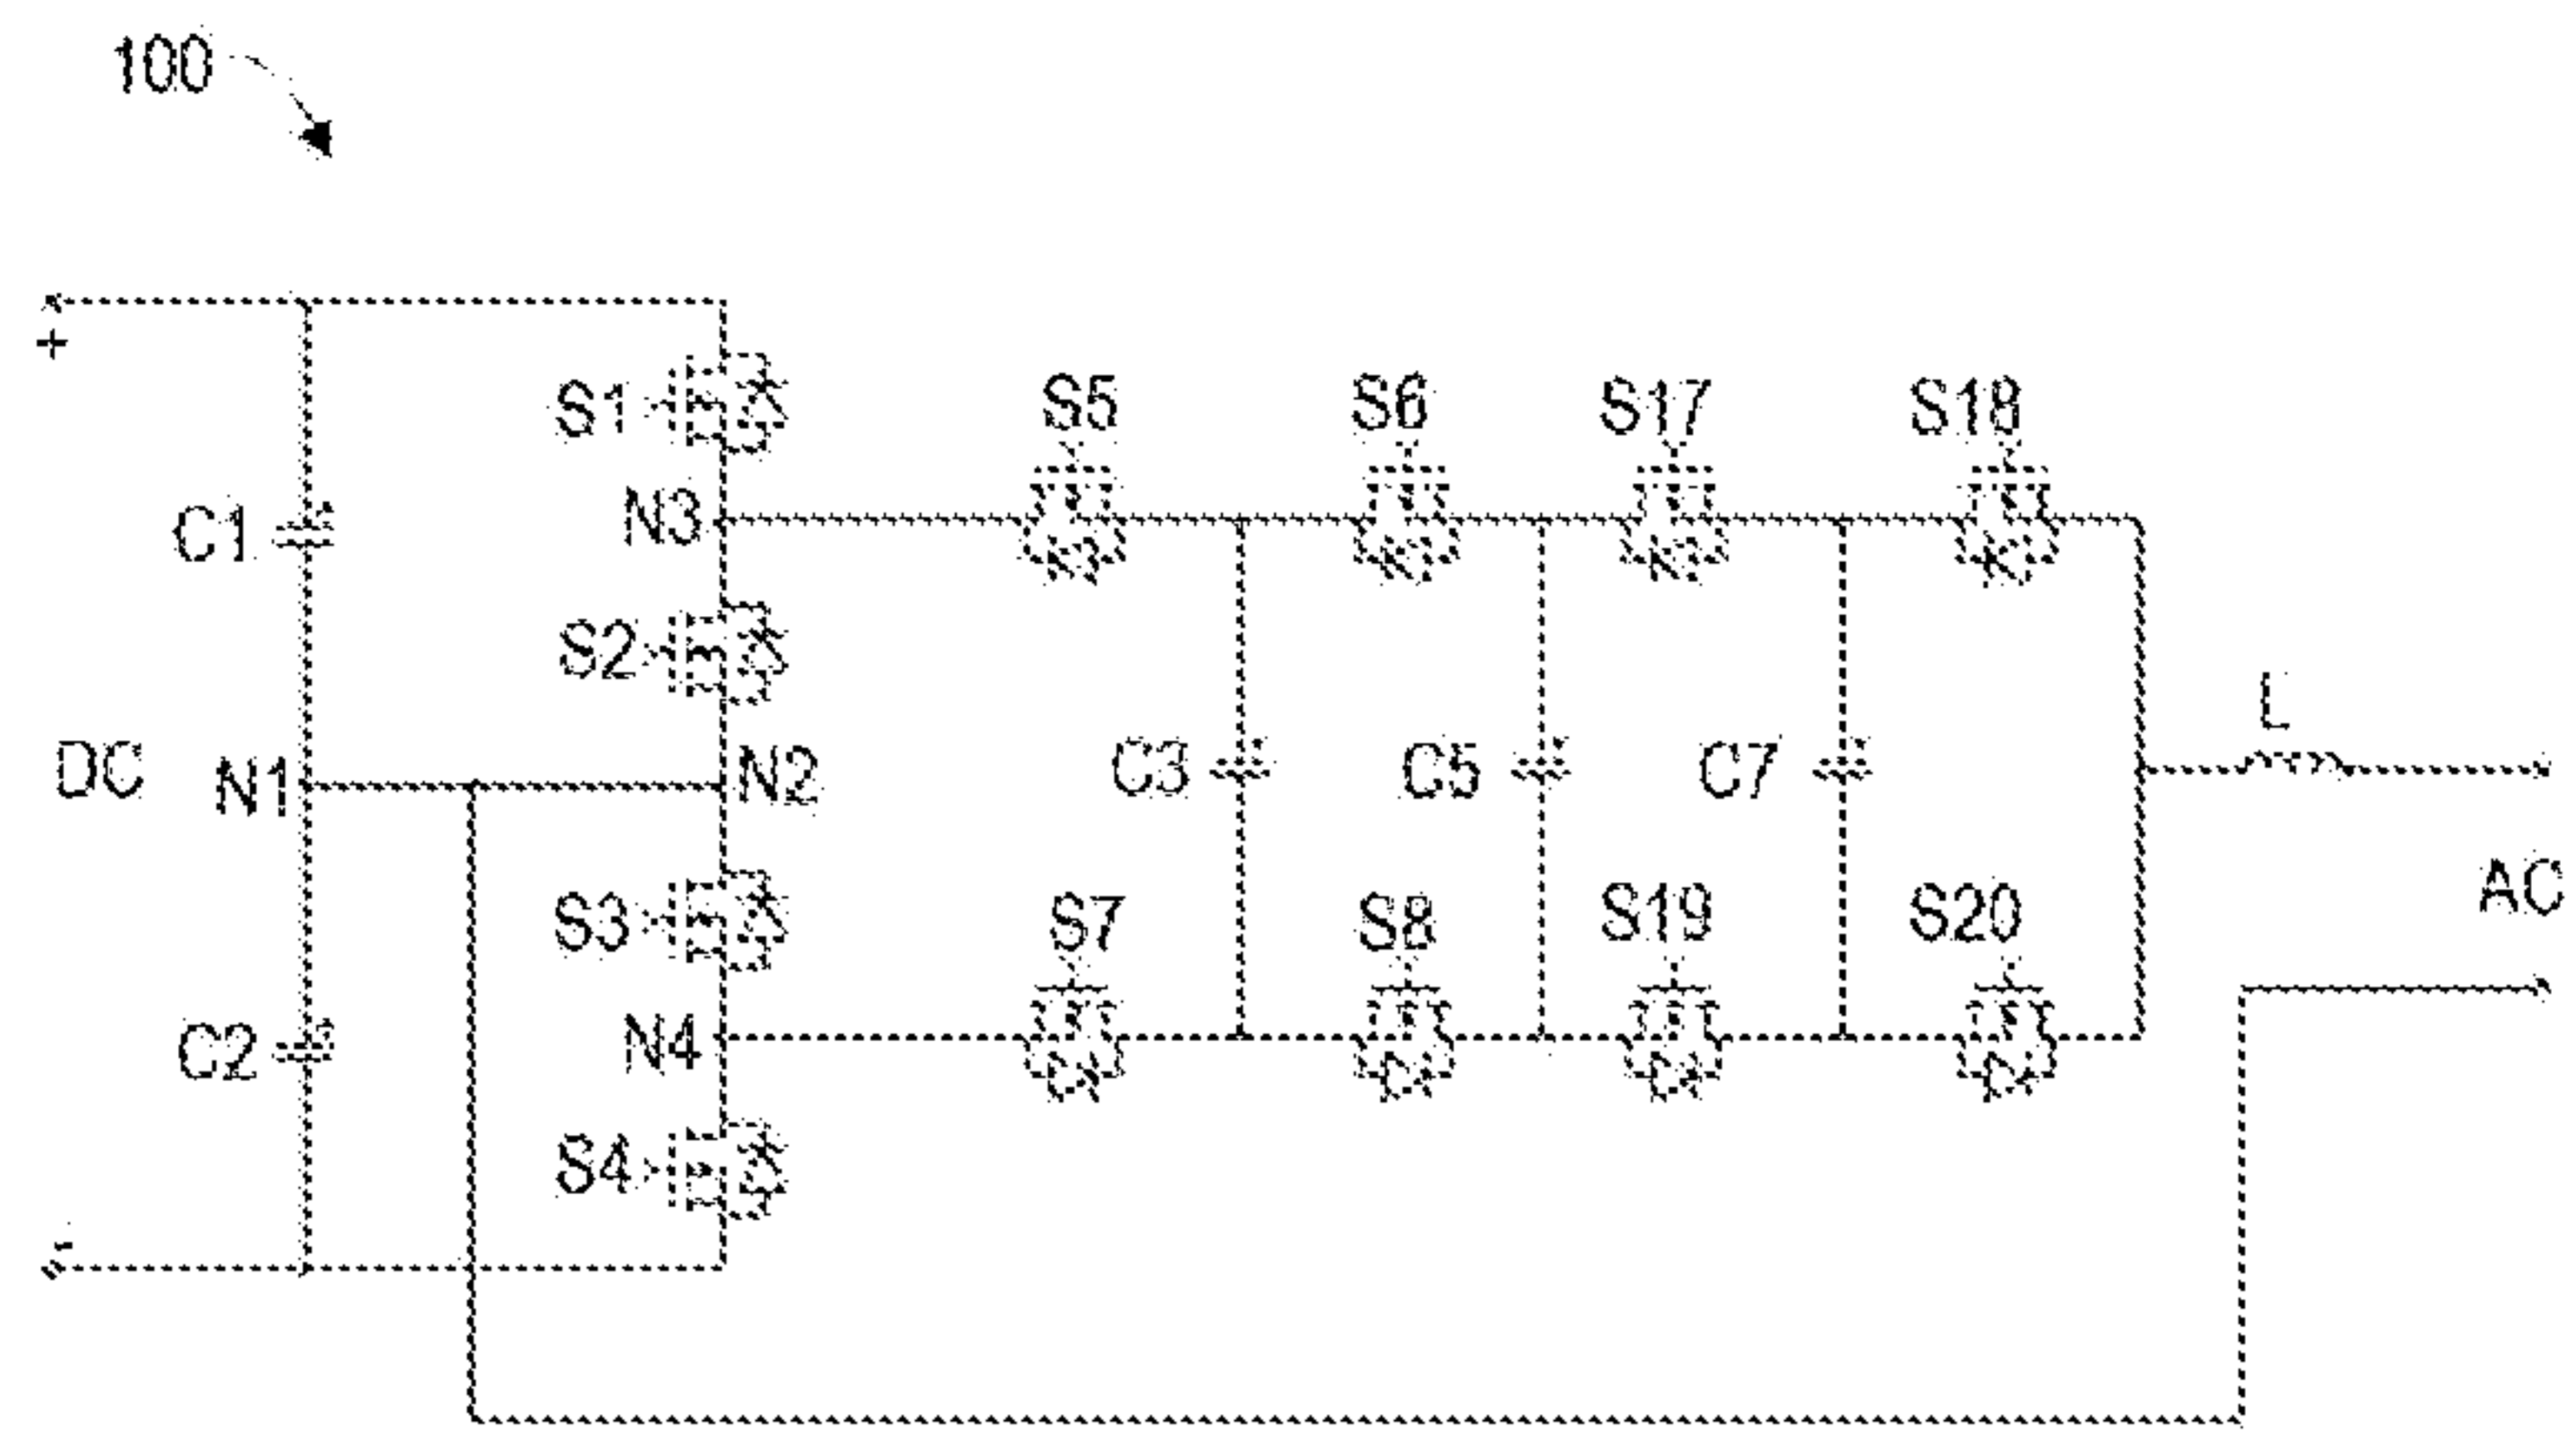 100
+
S1
S5
S6
S17
S18
C1
N3
S2
L
DC
N1
N2
C3
C5
C7
AC
S3
S7
S8
S19
S20
C2
N4
S4
-